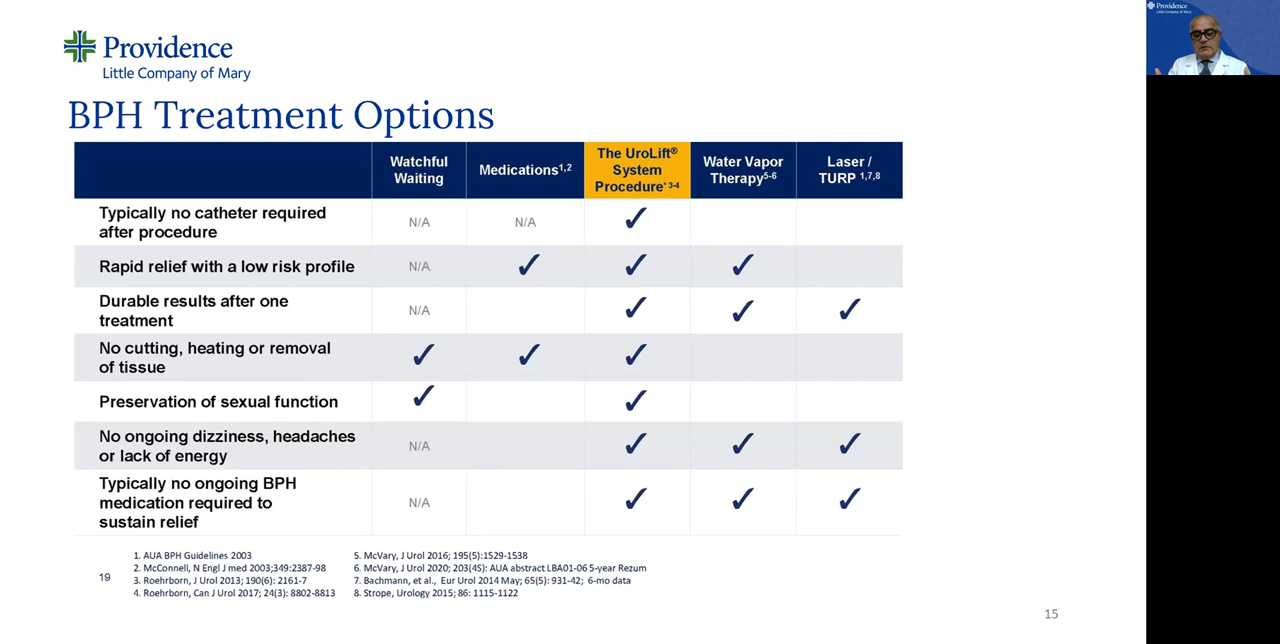 Providence
Little Company of Mary
Providence
Little Company of Mary
BPH Treatment Options
Watchful
Waiting
Medications1,2
The UroLift®
System
Procedure* 3-4
Water Vapor
Therapy5-6
Laser /
TURP 1,7,8
Typically no catheter required
after procedure
N/A
N/A
✓
Rapid relief with a low risk profile
N/A
✓
✓
✓
Durable results after one
treatment
N/A
✓
✓
✓
No cutting, heating or removal
of tissue
✓
✓
✓
Preservation of sexual function
✓
✓
No ongoing dizziness, headaches
or lack of energy
N/A
✓
✓
✓
Typically no ongoing BPH
medication required to
sustain relief
N/A
✓
✓
✓
1. AUA BPH Guidelines 2003
2. McConnell, N Engl J med 2003;349:2387-98
3. Roehrborn, J Urol 2013; 190(6): 2161-7
4. Roehrborn, Can J Urol 2017; 24(3): 8802-8813
5. McVary, J Urol 2016; 195(5):1529-1538
6. McVary, J Urol 2020; 203(4S): AUA abstract LBA01-06 5-year Rezum
7. Bachmann, et al., Eur Urol 2014 May; 65(5): 931-42; 6-mo data
8. Strope, Urology 2015; 86: 1115-1122
19
15